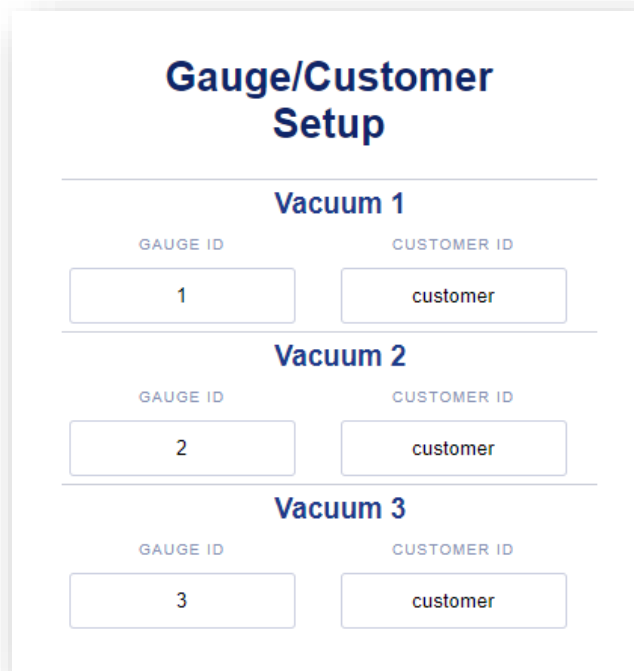 Gauge/Customer
Setup
Vacuum 1
GAUGE ID CUSTOMER ID
1 customer
Vacuum 2
GAUGE ID CUSTOMER ID
2 customer
Vacuum 3
GAUGE ID CUSTOMER ID
3 customer